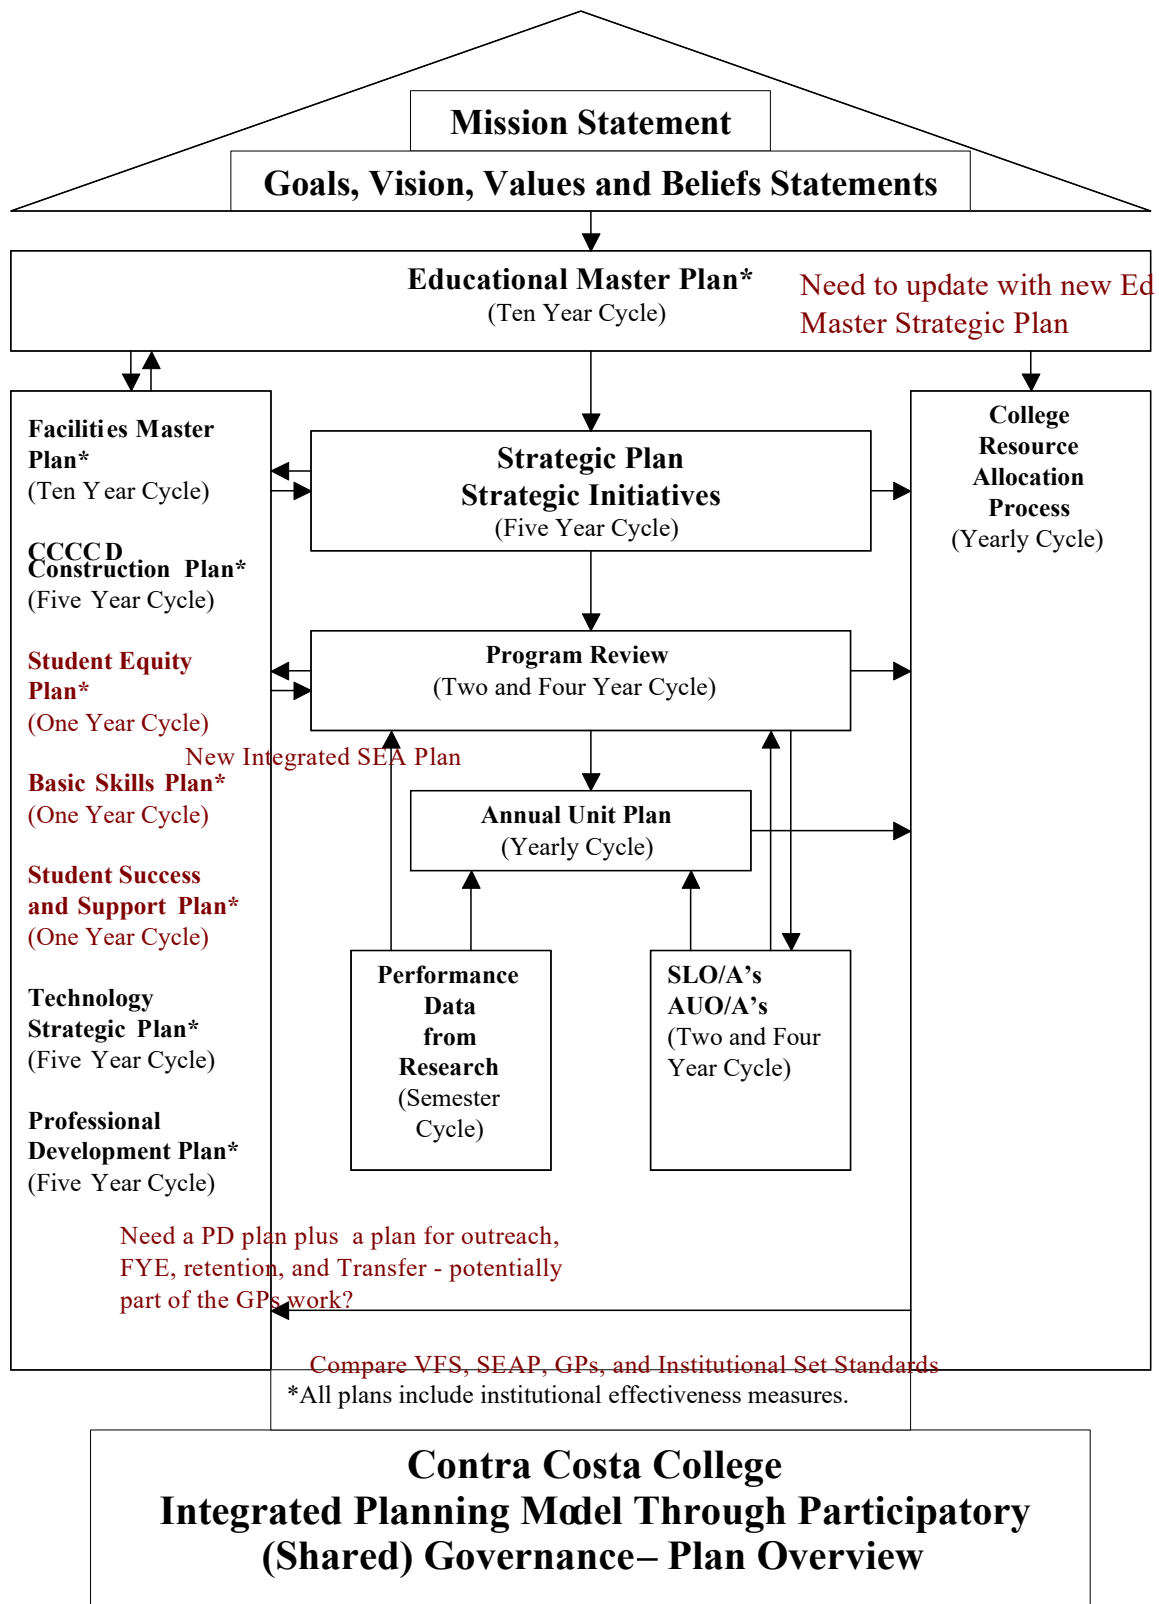 Mission Statement
Goals, Vision, Values and Beliefs Statements
Educational Master Plan*
(Ten Year Cycle)
Need to update with new Ed
Master Strategic Plan
Facilities Master
Plan*
(Ten Year Cycle)
CCCCD
Construction Plan*
(Five Year Cycle)
Student Equity
Plan*
(One Year Cycle)
New Integrated SEA Plan
Basic Skills Plan*
(One Year Cycle)
Student Success
and Support Plan*
(One Year Cycle)
Technology
Strategic Plan*
(Five Year Cycle)
Professional
Development Plan*
(Five Year Cycle)
Strategic Plan
Strategic Initiatives
(Five Year Cycle)
Program Review
(Two and Four Year Cycle)
Annual Unit Plan
(Yearly Cycle)
Performance
Data
from
Research
(Semester
Cycle)
SLO/A's
AUO/A's
(Two and Four
Year Cycle)
College
Resource
Allocation
Process
(Yearly Cycle)
Need a PD plan plus a plan for outreach,
FYE, retention, and Transfer - potentially
part of the GPs work?
Compare VFS, SEAP, GPs, and Institutional Set Standards
*All plans include institutional effectiveness measures.
Contra Costa College
Integrated Planning Model Through Participatory
(Shared) Governance– Plan Overview